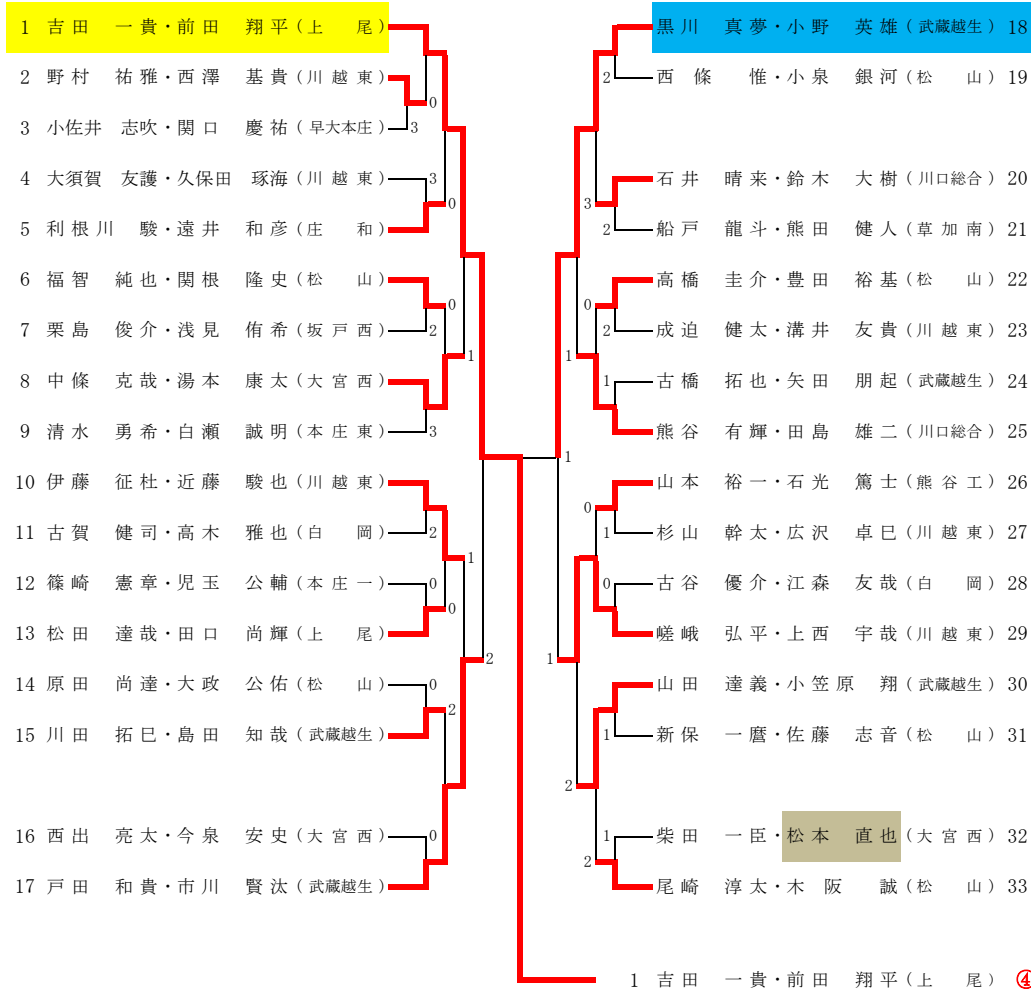 1 吉田 一貴・前田 翔平(上 尾)
2 野村 祐雅・西澤 基貴(川越東)
0
3 小佐井 志吹・関口 慶祐(早大本庄)
3
4 大須賀 友護・久保田 琢海(川越東)
3
0
5 利根川 駿・遠井 和彦(庄 和)
6 福智 純也・関根 隆史(松 山)
0
7 栗島 俊介・浅見 侑希(坂戸西)
2
1
8 中條 克哉・湯本 康太(大宮西)
9 清水 勇希・白瀬 誠明(本庄東)
3
10 伊藤 征杜・近藤 駿也(川越東)
11 古賀 健司・高木 雅也(白 岡)
2
1
12 篠崎 憲章・児玉 公輔(本庄一)
0
0
13 松田 達哉・田口 尚輝(上 尾)
2
14 原田 尚達・大政 公佑(松 山)
0
2
15 川田 拓巳・島田 知哉(武蔵越生)
16 西出 亮太・今泉 安史(大宮西)
0
17 戸田 和貴・市川 賢汰(武蔵越生)
黒川 真夢・小野 英雄(武蔵越生) 18
2
西條 惟・小泉 銀河(松 山) 19
石井 晴来・鈴木 大樹(川口総合) 20
3
2
船戸 龍斗・熊田 健人(草加南) 21
高橋 圭介・豊田 裕基(松 山) 22
0
2
成迫 健太・溝井 友貴(川越東) 23
1
1
古橋 拓也・矢田 朋起(武蔵越生) 24
熊谷 有輝・田島 雄二(川口総合) 25
1
山本 裕一・石光 篤士(熊谷工) 26
0
1
杉山 幹太・広沢 卓巳(川越東) 27
0
古谷 優介・江森 友哉(白 岡) 28
嵯峨 弘平・上西 宇哉(川越東) 29
1
山田 達義・小笠原 翔(武蔵越生) 30
1
新保 一麿・佐藤 志音(松 山) 31
2
1
柴田 一臣・松本 直也(大宮西) 32
2
尾崎 淳太・木阪 誠(松 山) 33
1 吉田 一貴・前田 翔平(上 尾) ④